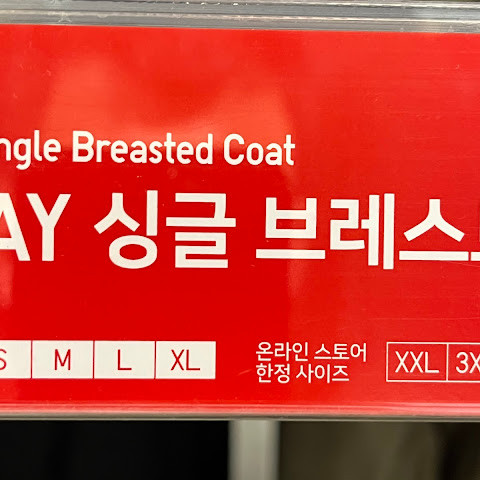 ngle Breasted Coat
AY 싱글 브레스
S M L XL
온라인 스토어
한정 사이즈
XXL 3X